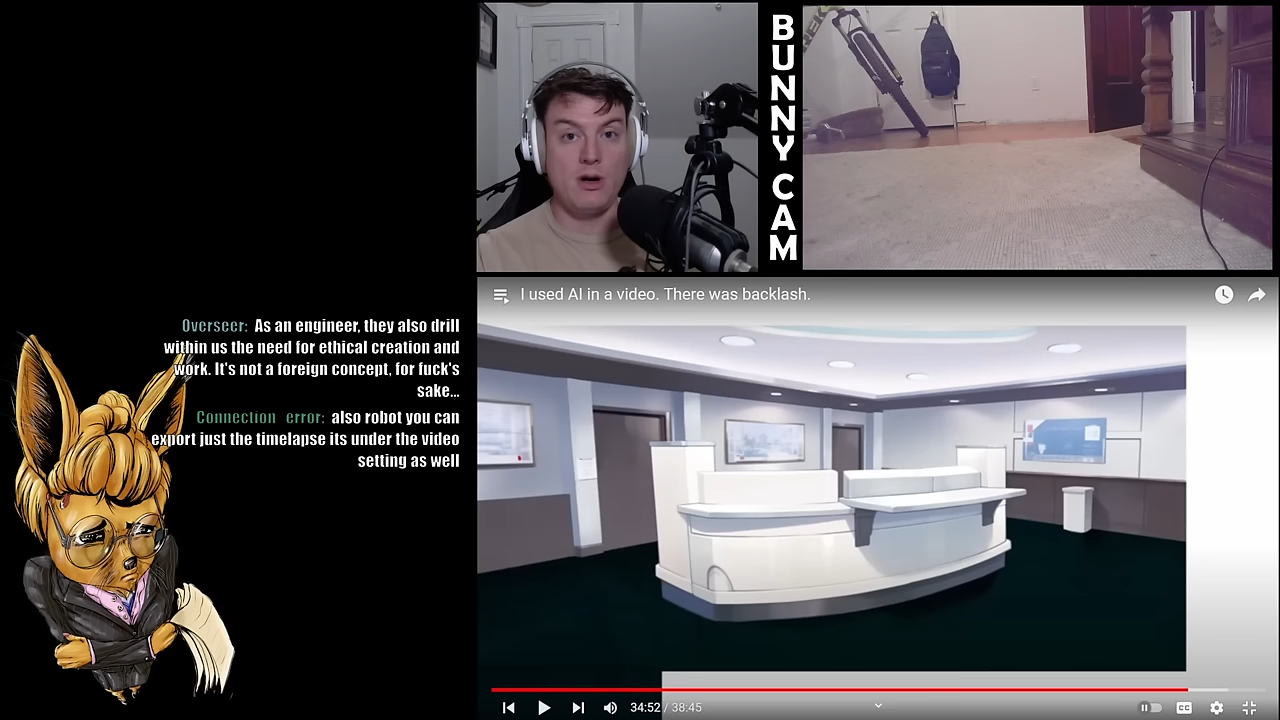 BUNNY CAM
I used AI in a video. There was backlash.
Overseer: As an engineer, they also drill
within us the need for ethical creation and
work. It's not a foreign concept, for fuck's
sake...
Connection error: also robot you can
export just the timelapse its under the video
setting as well
34:52 / 38:45
CC